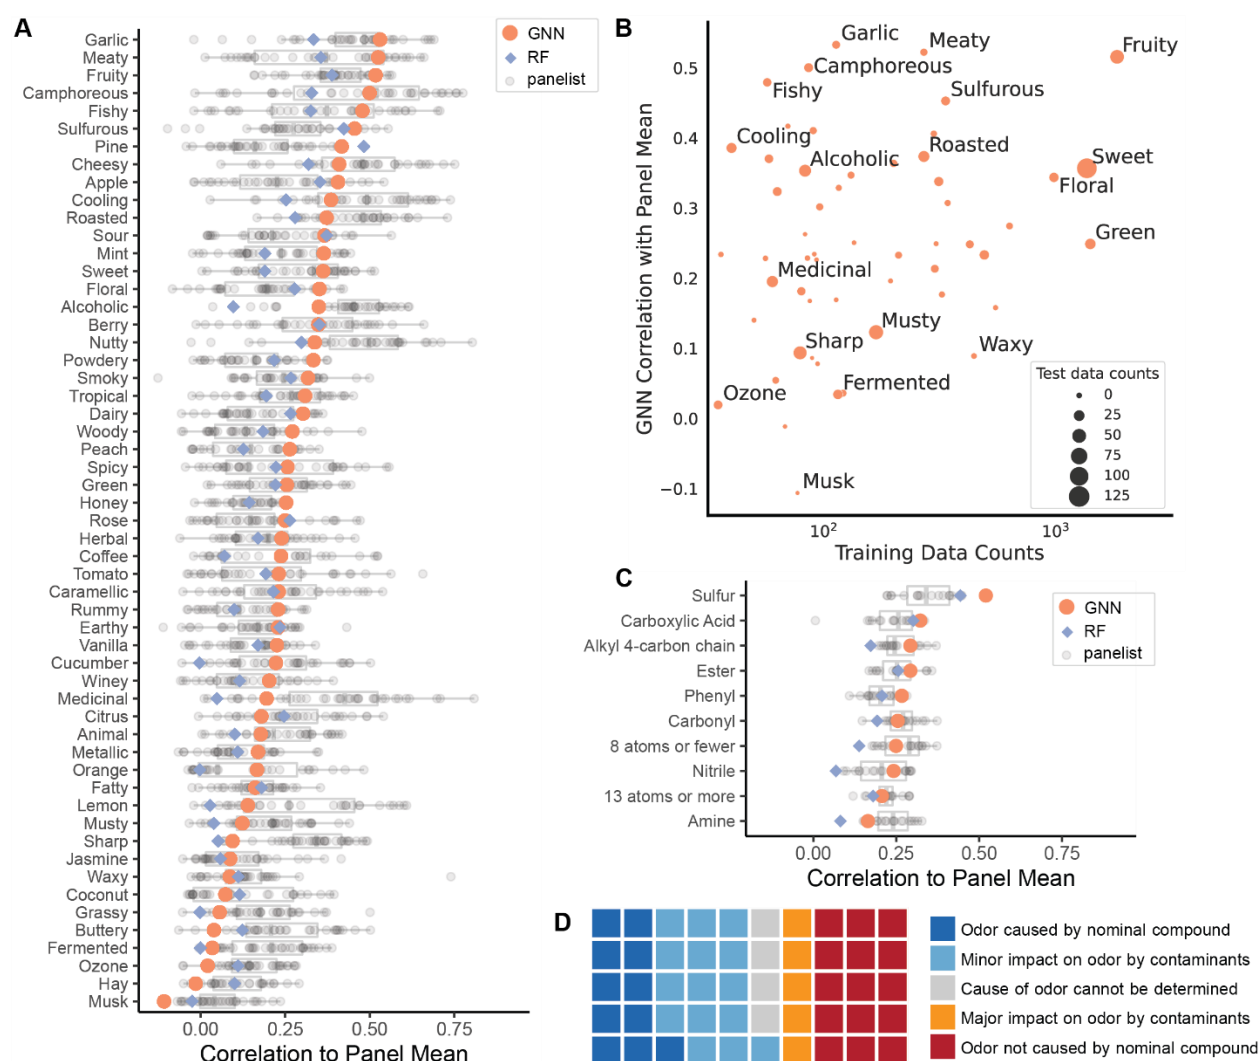 A
Garlic
Meaty
Fruity
Camphoreous
Fishy
Sulfurous
Pine
Cheesy
Apple
Cooling
Roasted
Sour
Mint
Sweet
Floral
Alcoholic
Berry
Nutty
Powdery
Smoky
Tropical
Dairy
Woody
Peach
Spicy
Green
Honey
Rose
Herbal
Coffee
Tomato
Caramellic
Rummy
Earthy
Vanilla
Cucumber
Winey
Medicinal
Citrus
Animal
Metallic
Orange
Fatty
Lemon
Musty
Sharp
Jasmine
Waxy
Coconut
Grassy
Buttery
Fermented
Ozone
Hay
Musk
0.00 0.25 0.50 0.75
Correlation to Panel Mean
GNN
RF
panelist
B
GNN Correlation with Panel Mean
0.5
0.4
0.3
0.2
0.1
0.0
−0.1
Garlic
Meaty
Fruity
Camphoreous
Fishy
Sulfurous
Cooling
Roasted
Alcoholic
Sweet
Floral
Green
Medicinal
Musty
Sharp
Waxy
Fermented
Ozone
Musk
Test data counts
0
25
50
75
100
125
10² 10³
Training Data Counts
C
Sulfur
Carboxylic Acid
Alkyl 4-carbon chain
Ester
Phenyl
Carbonyl
8 atoms or fewer
Nitrile
13 atoms or more
Amine
GNN
RF
panelist
0.00 0.25 0.50 0.75
Correlation to Panel Mean
D
Odor caused by nominal compound
Minor impact on odor by contaminants
Cause of odor cannot be determined
Major impact on odor by contaminants
Odor not caused by nominal compound